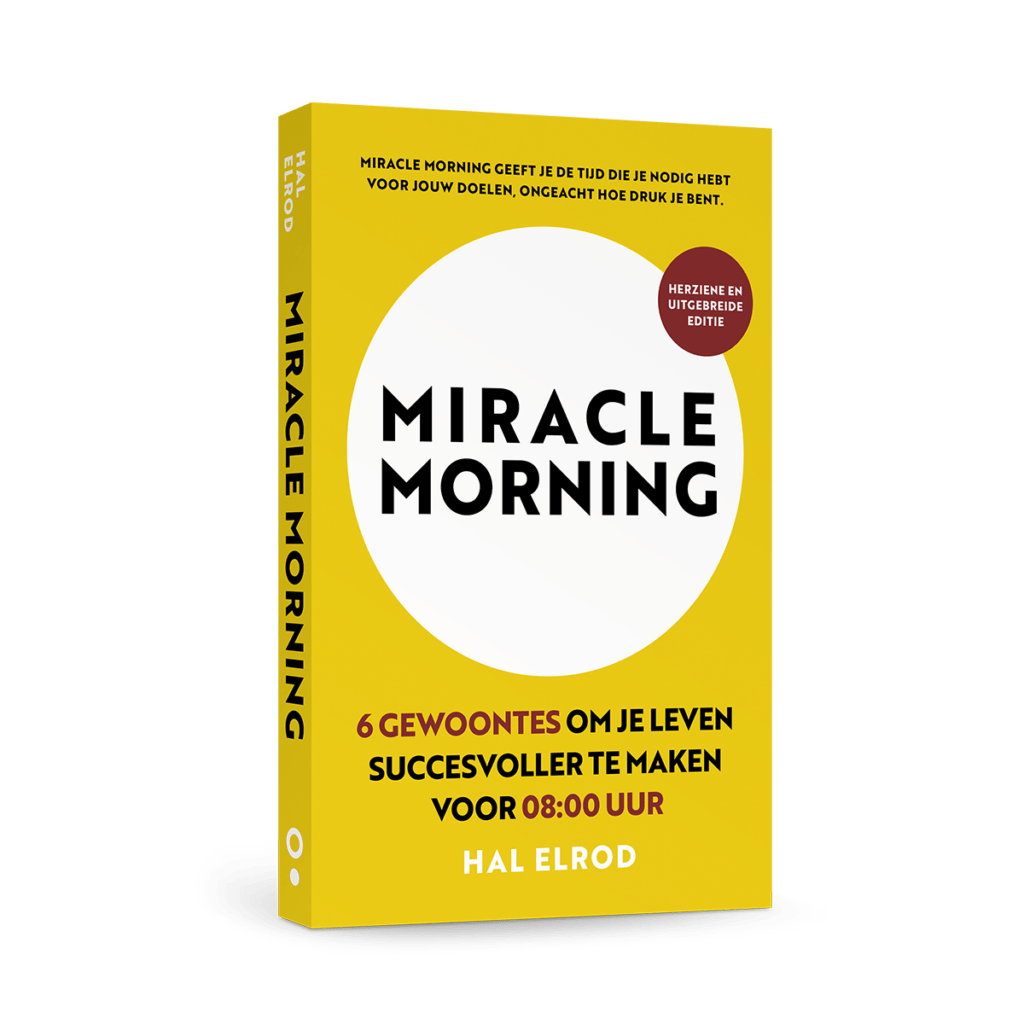 HAL
ELROD
MIRACLE MORNING
MIRACLE MORNING GEEFT JE DE TIJD DIE JE NODIG HEBT
VOOR JOUW DOELEN, ONGEACHT HOE DRUK JE BENT.
HERZIENE EN
UITGEBREIDE
EDITIE
MIRACLE
MORNING
6 GEWOONTES OM JE LEVEN
SUCCESVOLLER TE MAKEN
VOOR 08:00 UUR
HAL ELROD